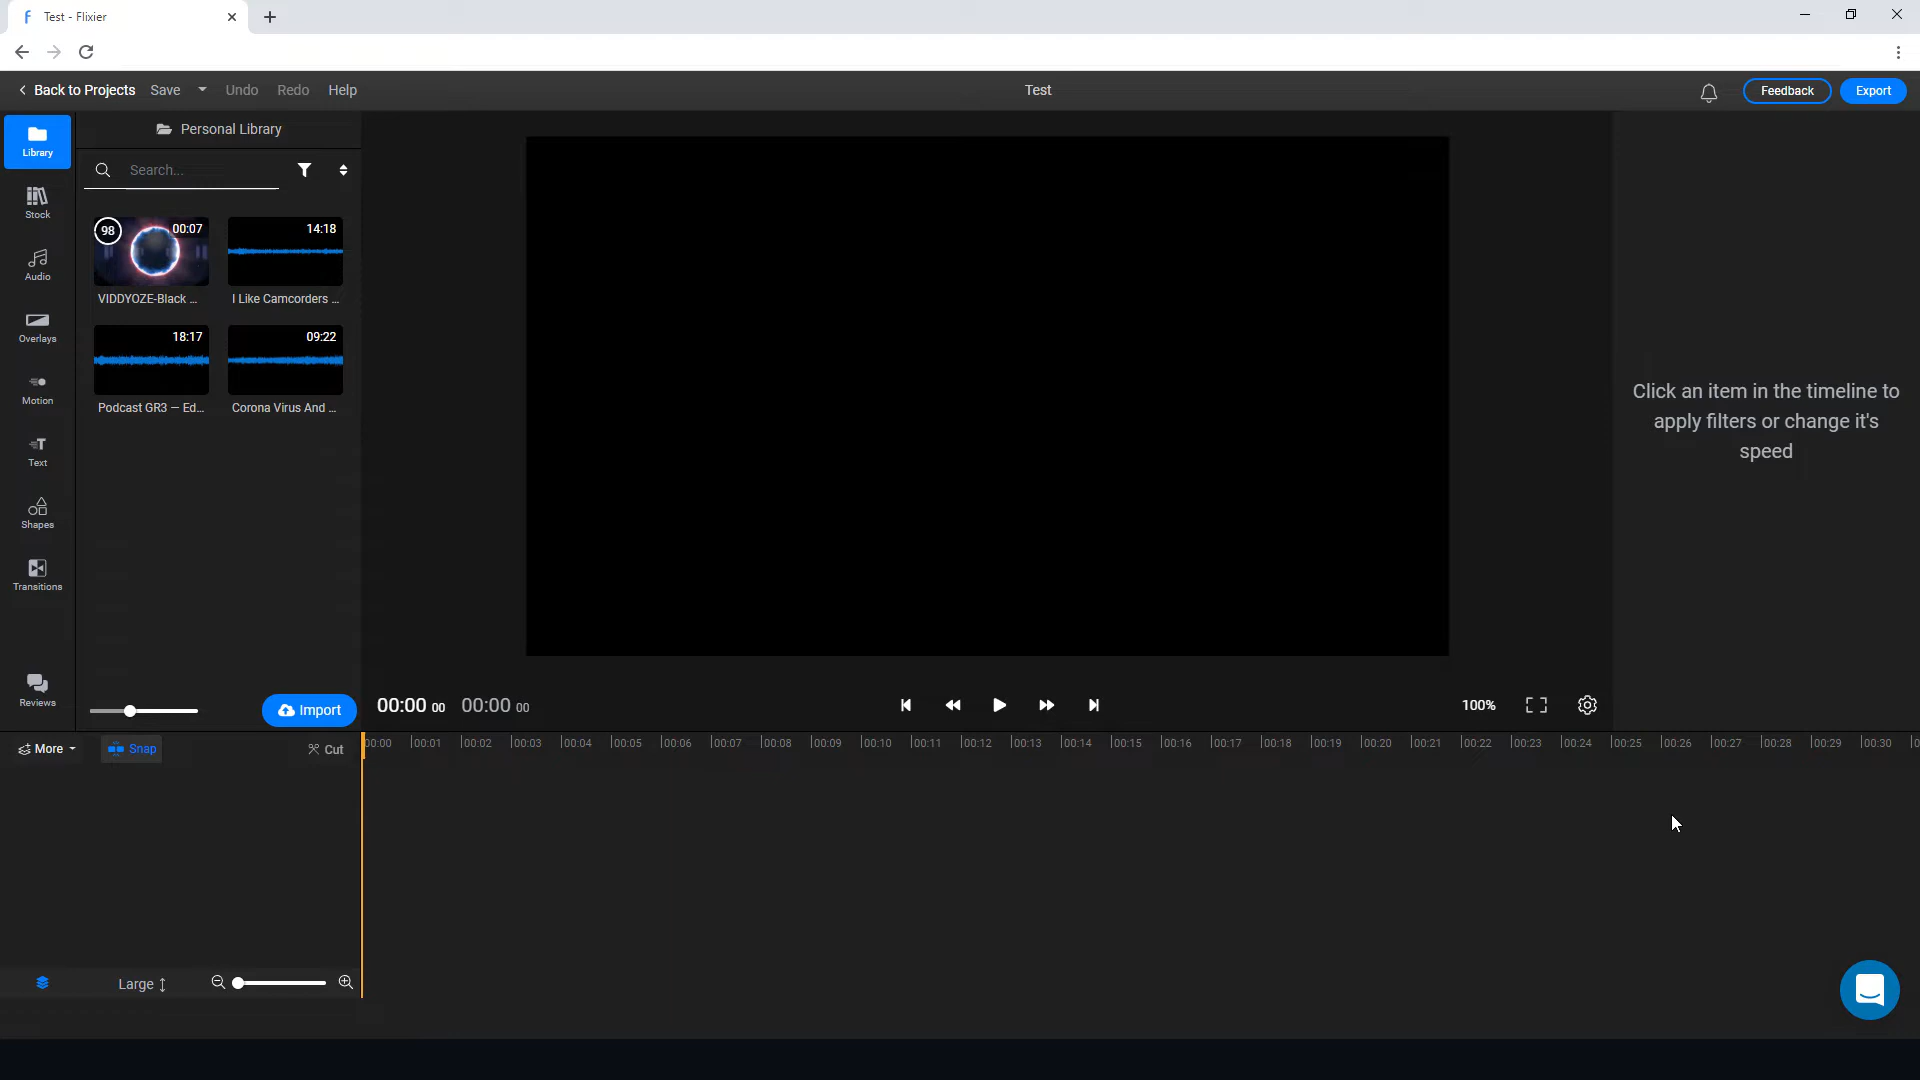 Test - Flixier
Back to Projects Save Undo Redo Help Test Feedback Export
Library
Stock
Audio
Overlays
Motion
Text
Shapes
Transitions
Reviews
Personal Library
Search...
98 00:07 14:18
VIDDYOZE-Black ... I Like Camcorders ...
18:17 09:22
Podcast GR3 — Ed... Corona Virus And ...
Import
Click an item in the timeline to
apply filters or change it's
speed
00:00 00 00:00 00 100%
More Snap Cut
00:00 00:01 00:02 00:03 00:04 00:05 00:06 00:07 00:08 00:09 00:10 00:11 00:12 00:13 00:14 00:15 00:16 00:17 00:18 00:19 00:20 00:21 00:22 00:23 00:24 00:25 00:26 00:27 00:28 00:29 00:30
Large